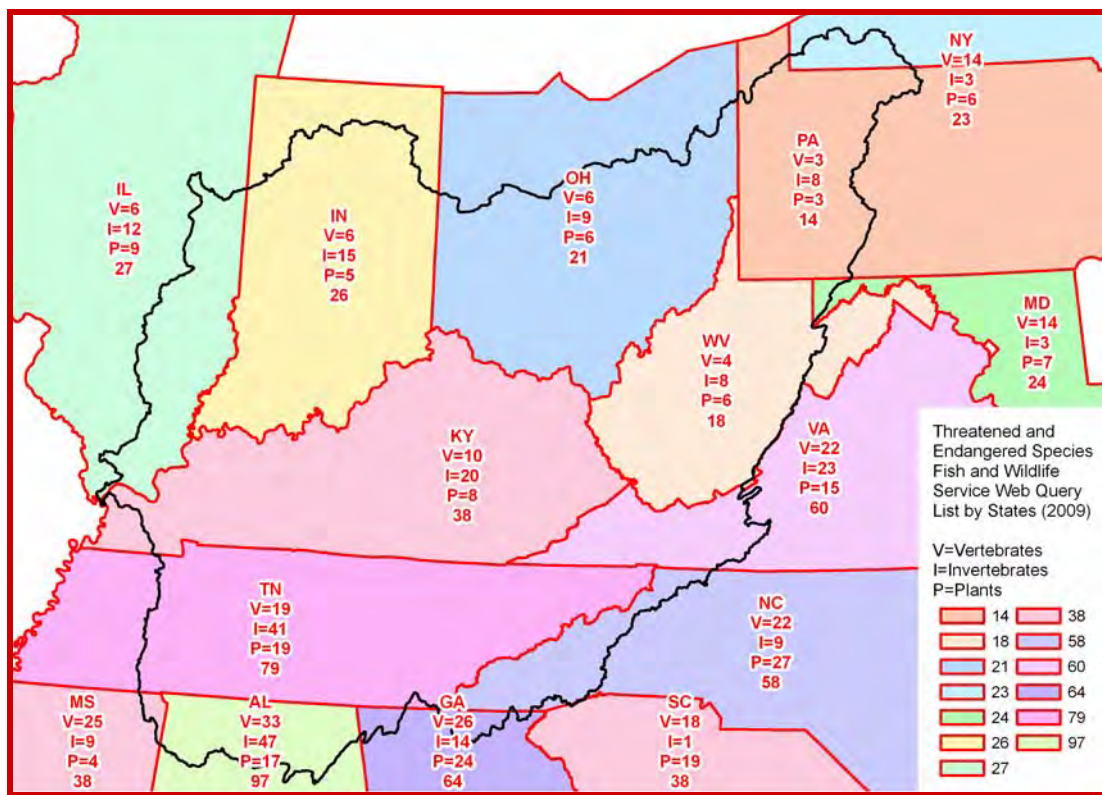 NY
V=14
I=3
P=6
23
PA
V=3
I=8
P=3
14
OH
V=6
I=9
P=6
21
IL
V=6
I=12
P=9
27
IN
V=6
I=15
P=5
26
MD
V=14
I=3
P=7
24
WV
V=4
I=8
P=6
18
KY
V=10
I=20
P=8
38
VA
V=22
I=23
P=15
60
TN
V=19
I=41
P=19
79
NC
V=22
I=9
P=27
58
MS
V=25
I=9
P=4
38
AL
V=33
I=47
P=17
97
GA
V=26
I=14
P=24
64
SC
V=18
I=1
P=19
38
Threatened and
Endangered Species
Fish and Wildlife
Service Web Query
List by States (2009)
V=Vertebrates
I=Invertebrates
P=Plants
14 38
18 58
21 60
23 64
24 79
26 97
27